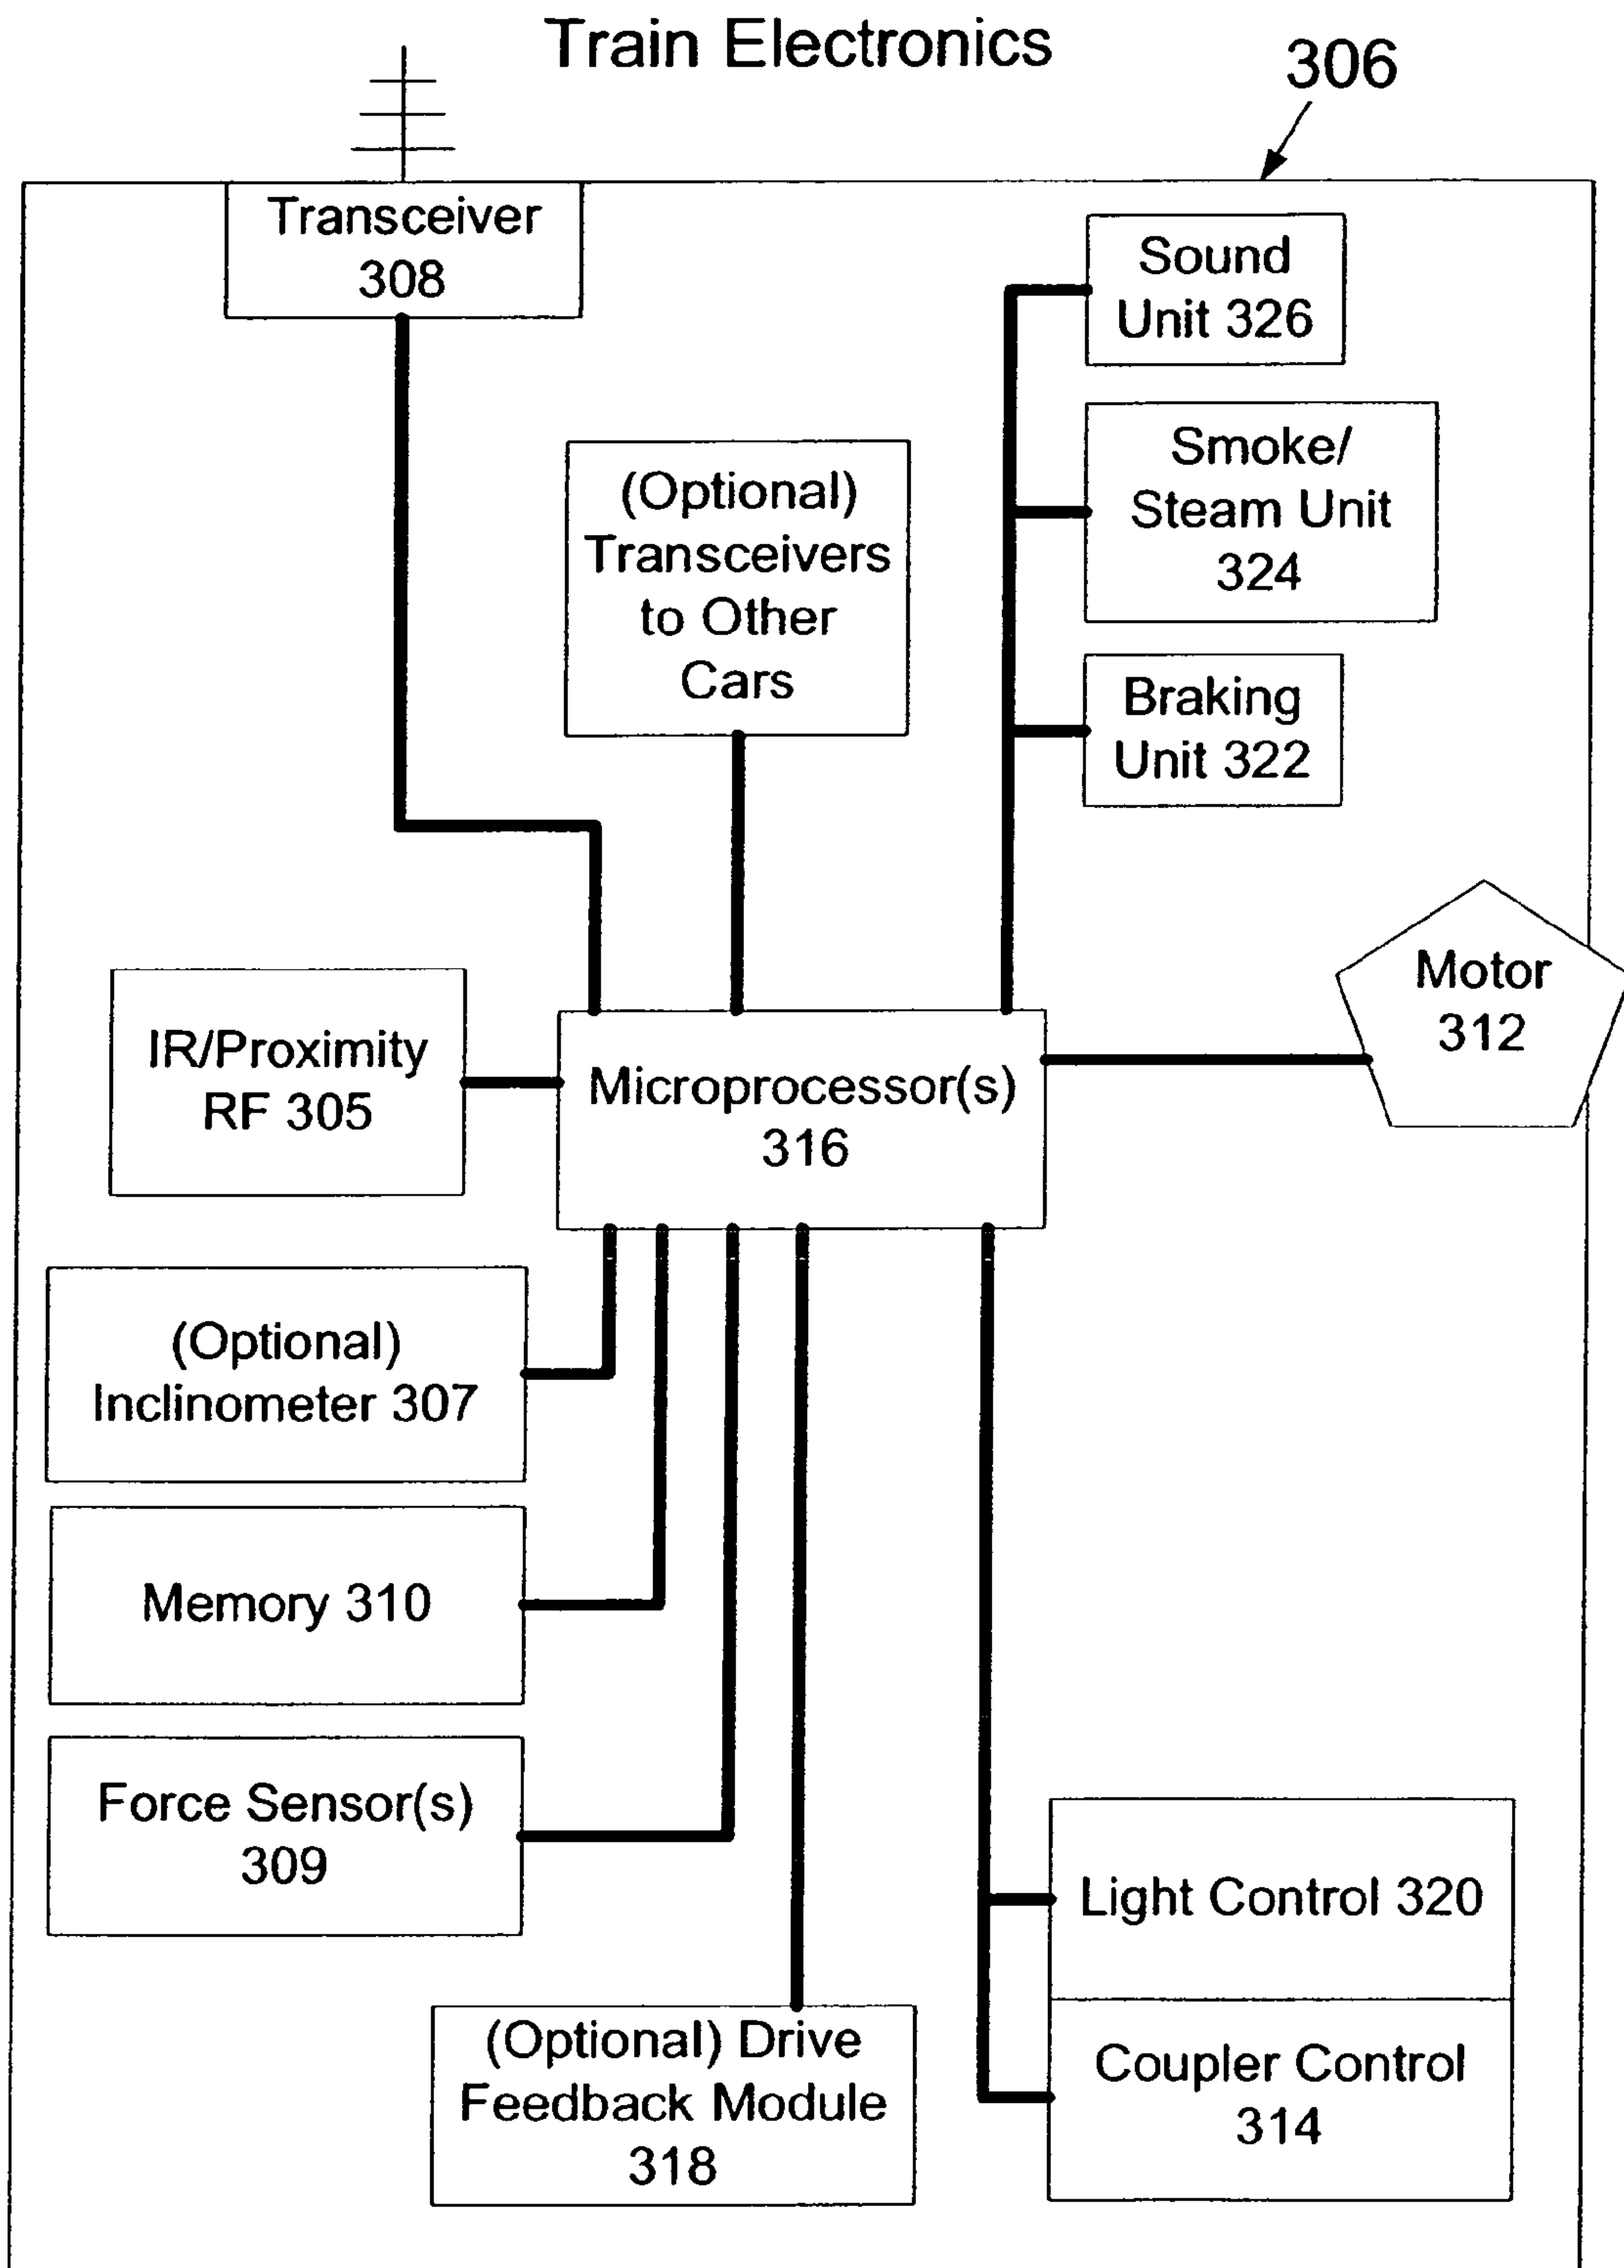 Train Electronics
306
Transceiver
308
Sound
Unit 326
Smoke/
Steam Unit
324
(Optional)
Transceivers
to Other
Cars
Braking
Unit 322
Motor
312
IR/Proximity
RF 305
Microprocessor(s)
316
(Optional)
Inclinometer 307
Memory 310
Force Sensor(s)
309
Light Control 320
(Optional) Drive
Feedback Module
318
Coupler Control
314